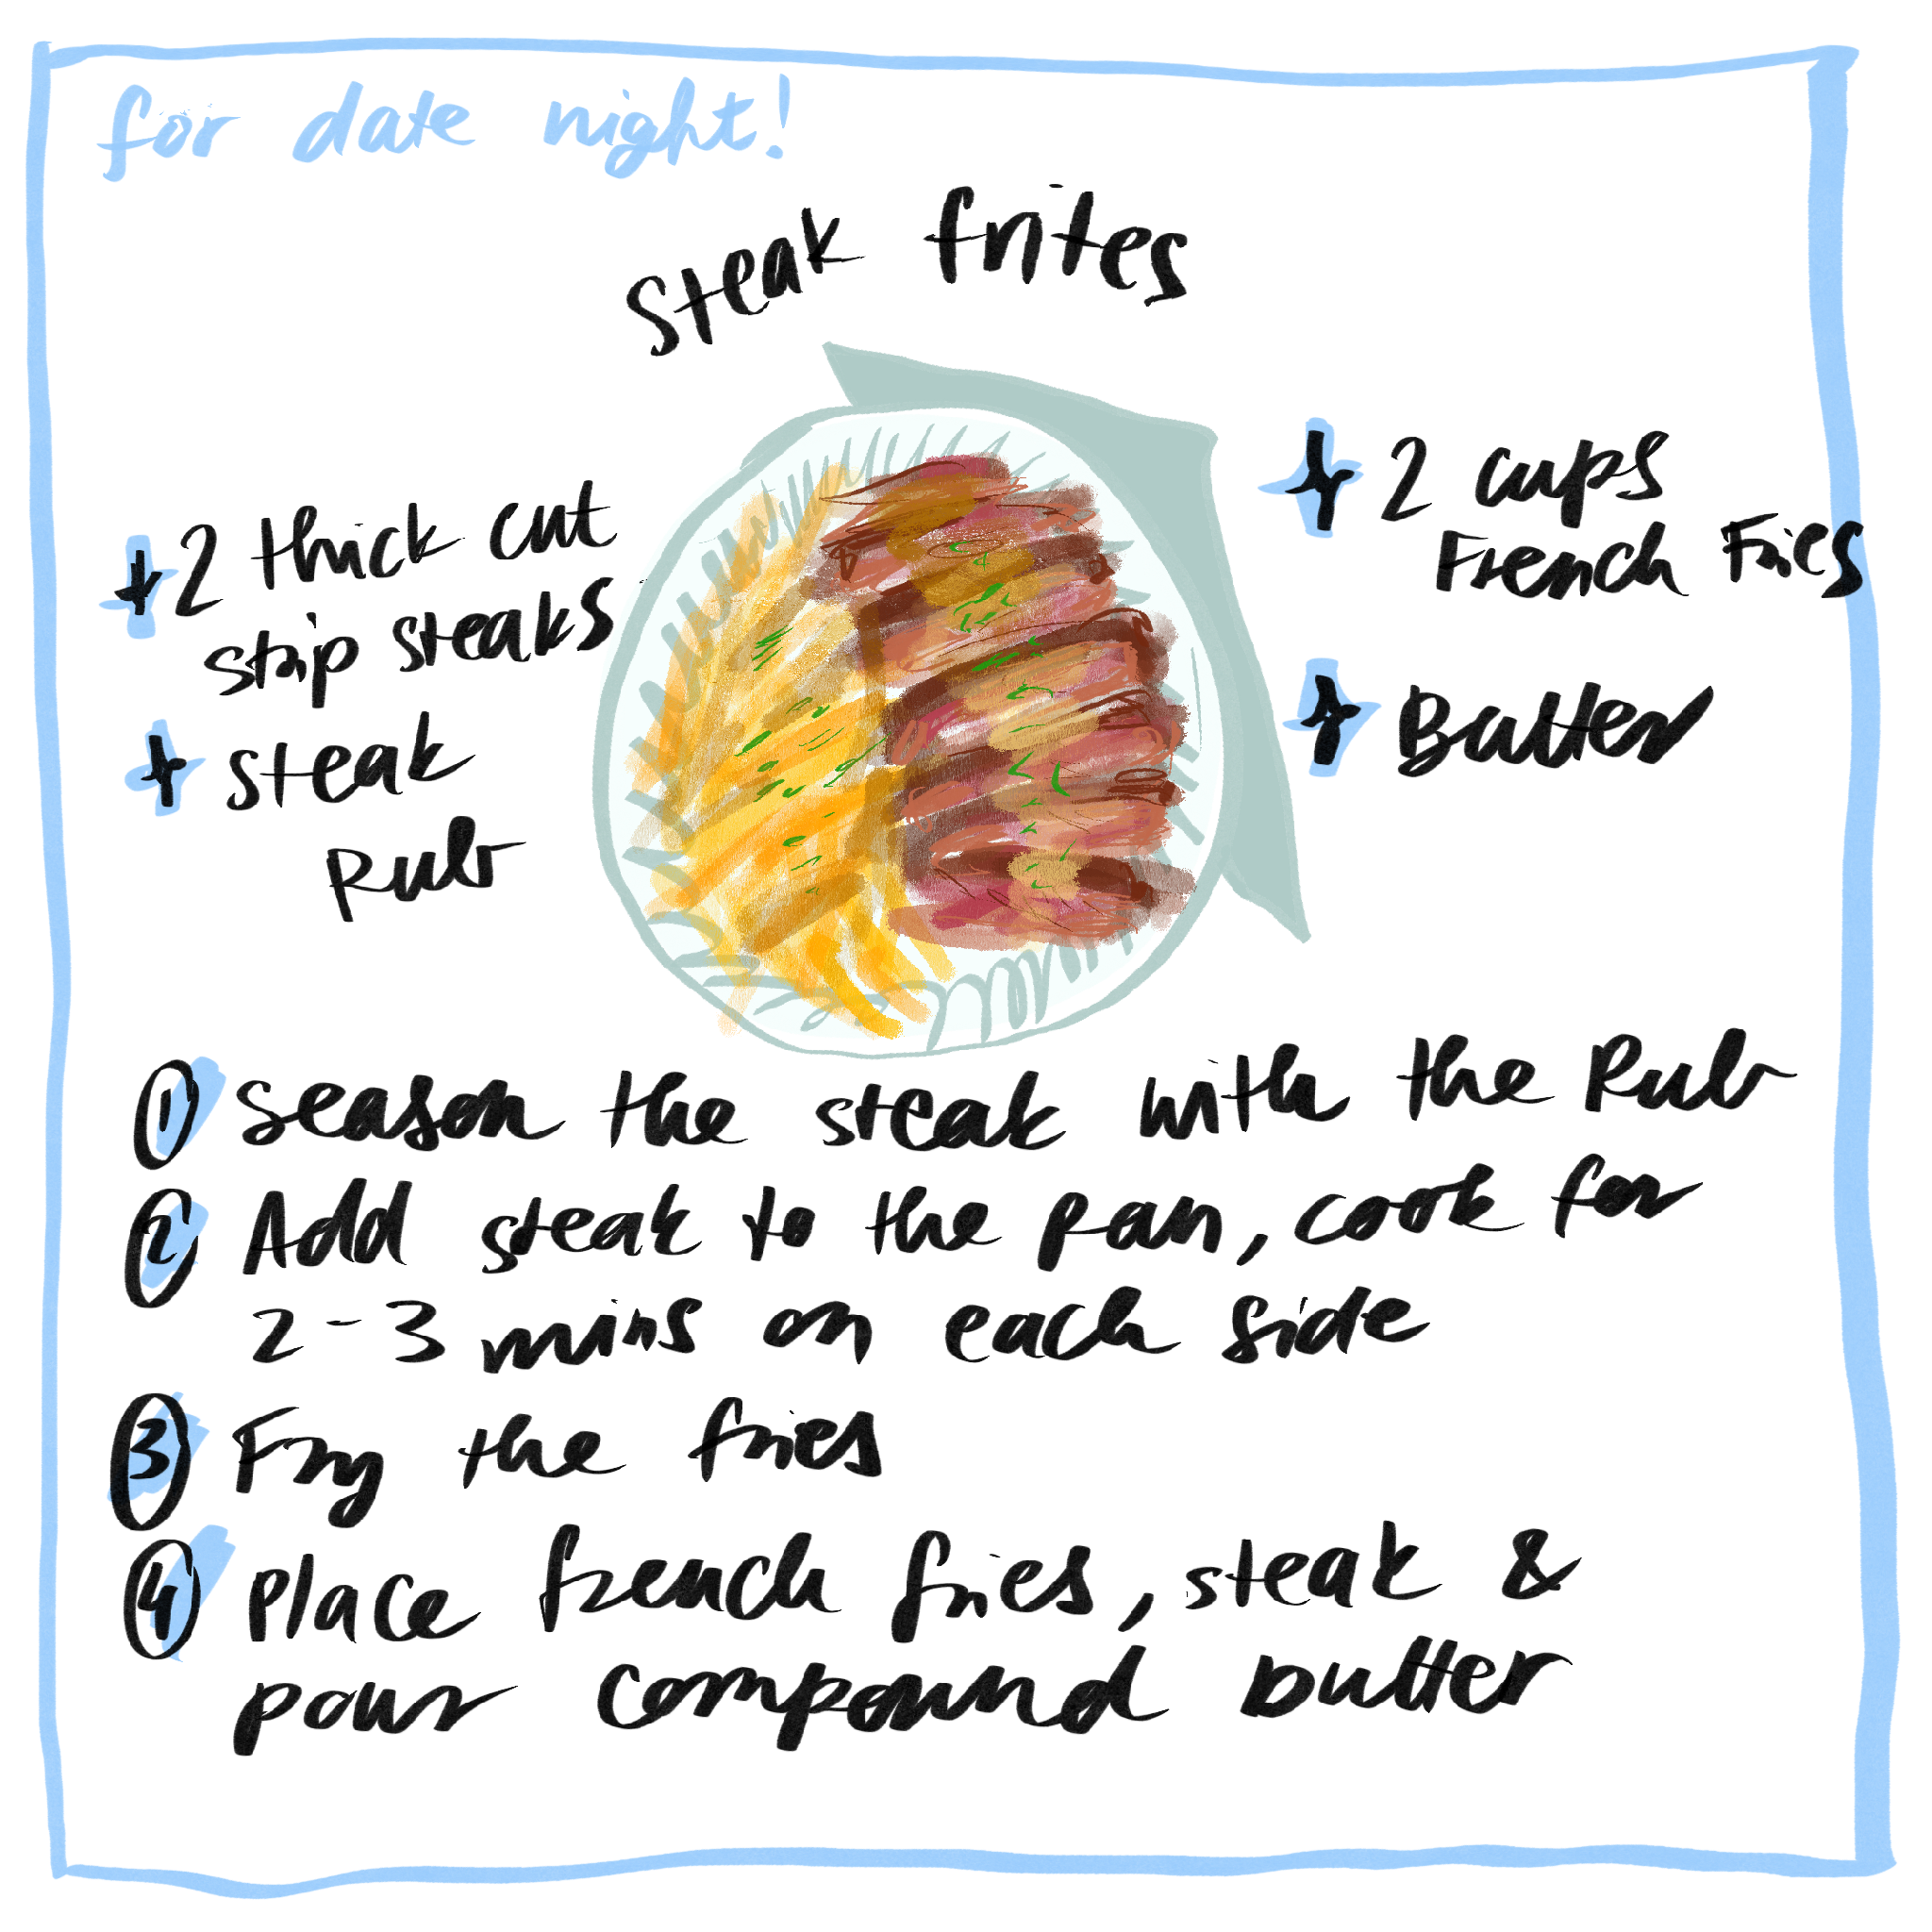 for date night!
steak frites
+ 2 thick cut
strip steaks
+ steak
Rub
+ 2 cups
French Fries
+ Butter
① season the steak with the Rub
② Add steak to the pan, cook for
2-3 mins on each side
③ Fry the fries
④ Place french fries, steak &
pour compound butter